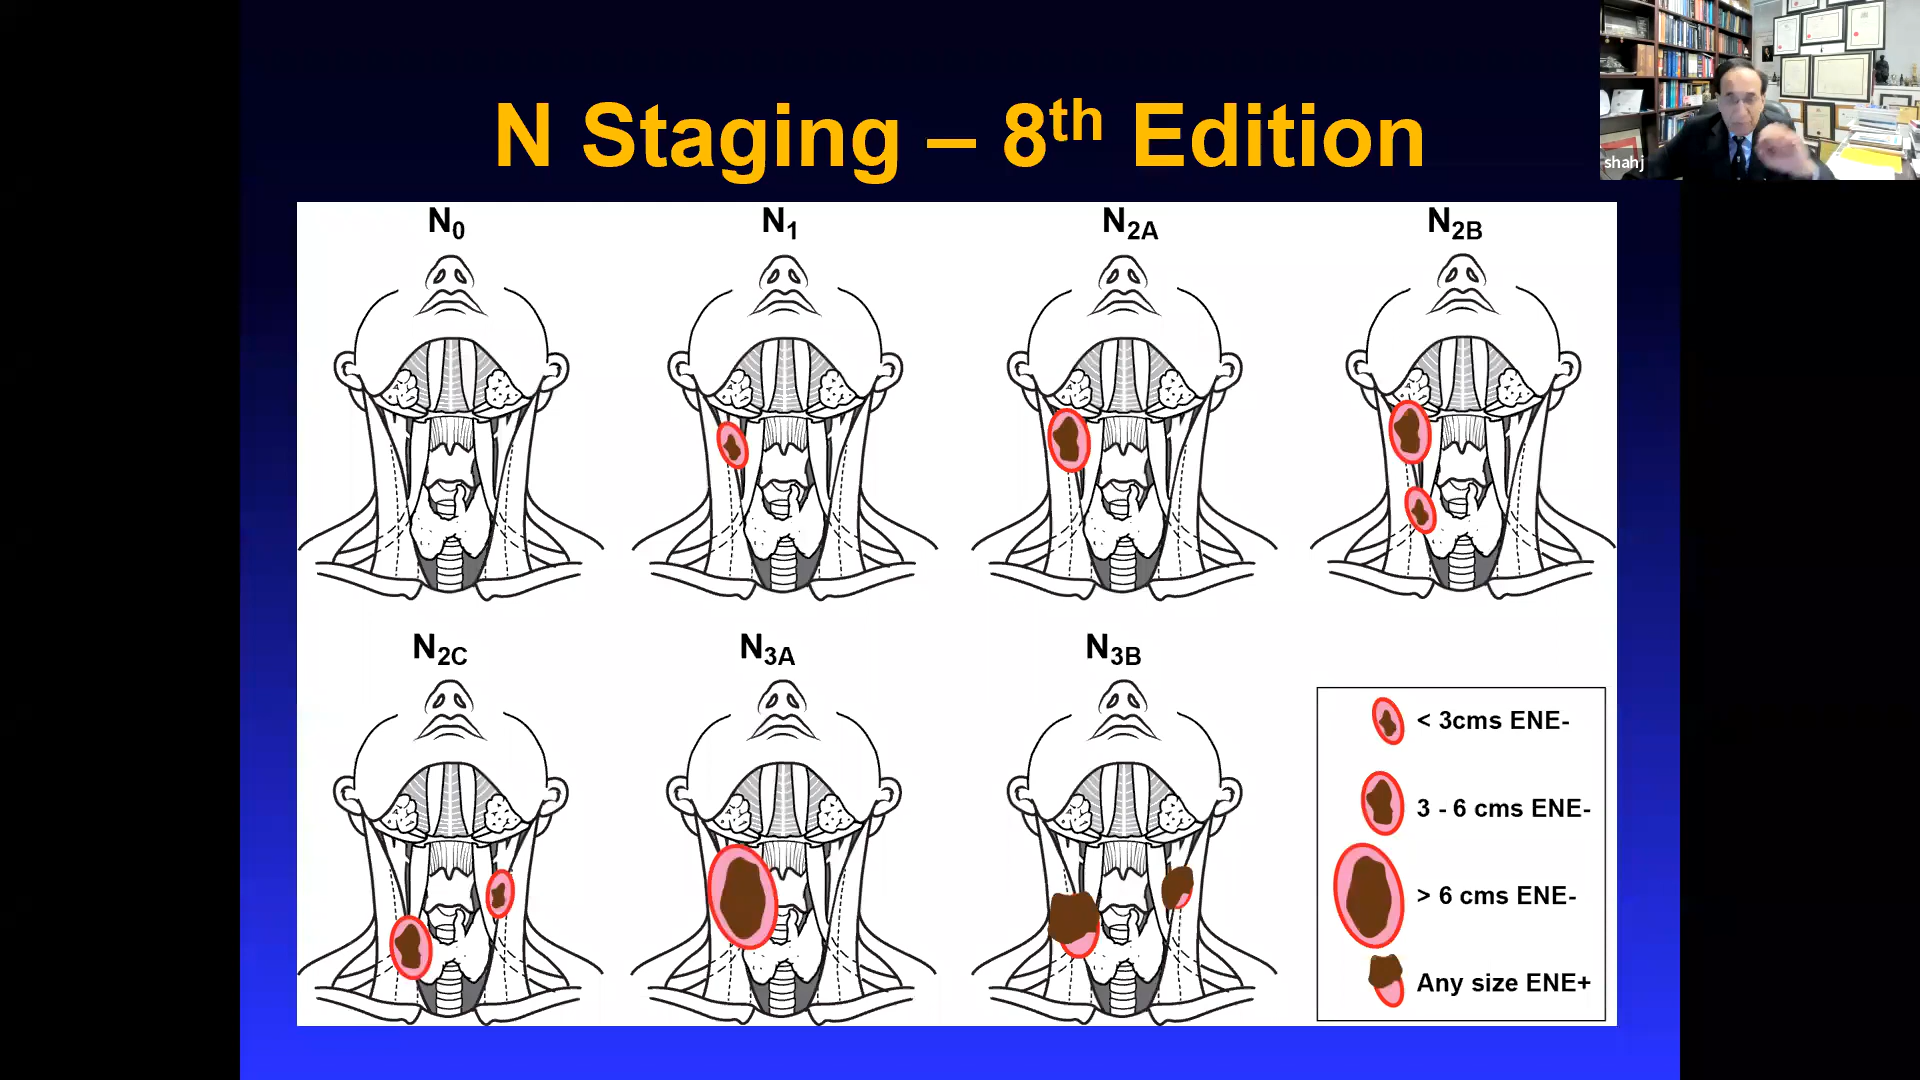 N Staging – 8th Edition
shahj
N0
N1
N2A
N2B
N2C
N3A
N3B
< 3cms ENE-
3 - 6 cms ENE-
> 6 cms ENE-
Any size ENE+